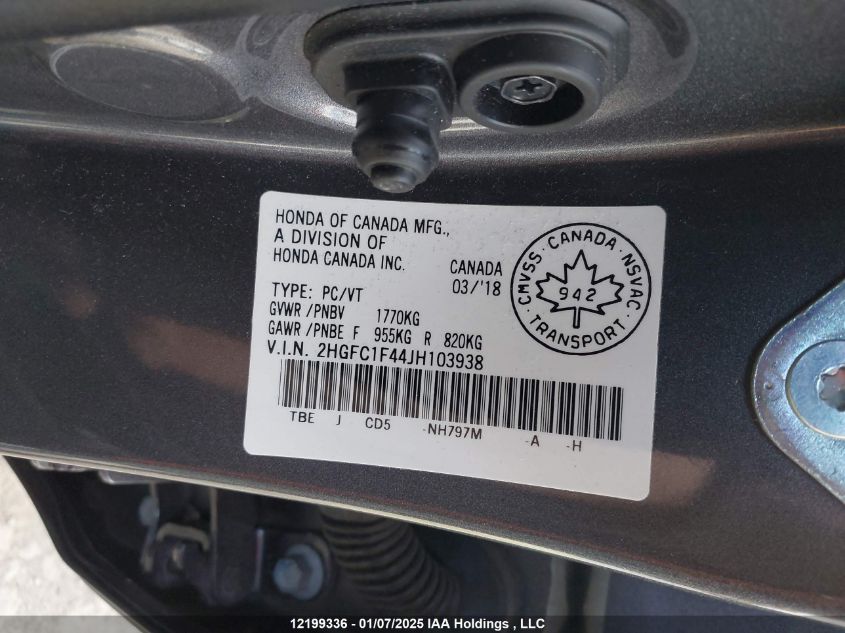 HONDA OF CANADA MFG.,
A DIVISION OF
HONDA CANADA INC.
CANADA
03/'18
TYPE: PC/VT
GVWR /PNBV 1770KG
GAWR /PNBE F 955KG R 820KG
V.I.N. 2HGFC1F44JH103938
TBE J CD5 -NH797M -A -H
CMVSS · CANADA · NSVAC
942
TRANSPORT
12199336 - 01/07/2025 IAA Holdings , LLC